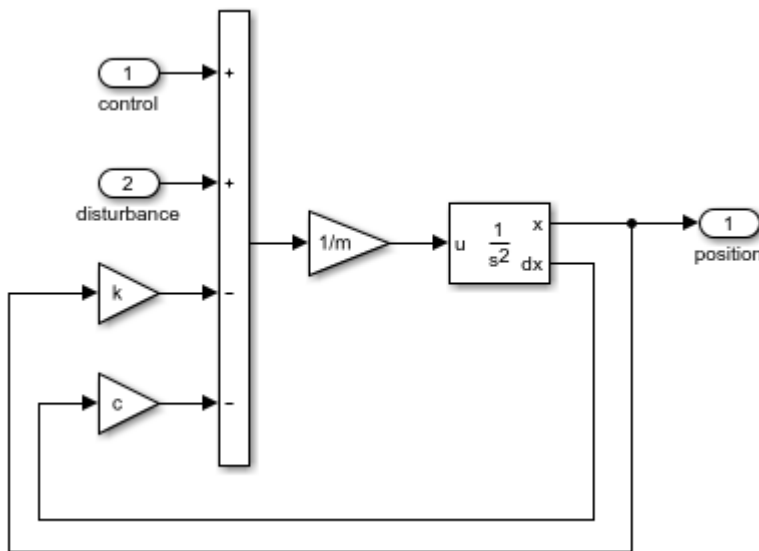 1
control
+
2
disturbance
+
k
−
c
−
1/m
u
1
s2
x
dx
1
position